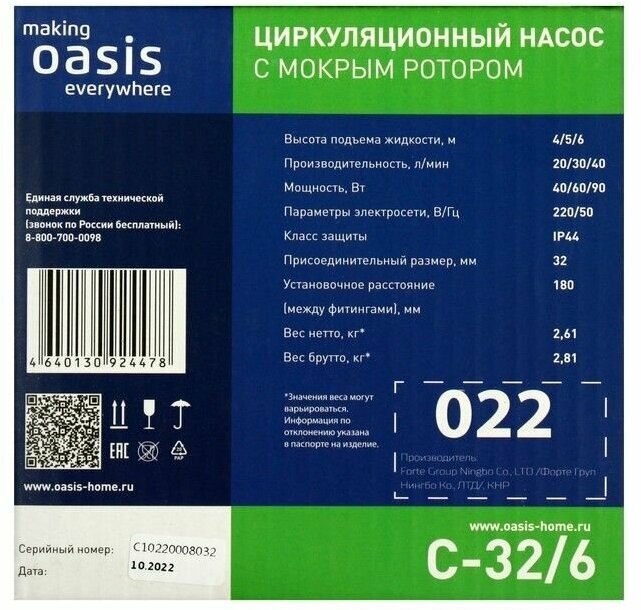 making
oasis
everywhere
ЦИРКУЛЯЦИОННЫЙ НАСОС
С МОКРЫМ РОТОРОМ
Высота подъема жидкости, м 4/5/6
Производительность, л/мин 20/30/40
Мощность, Вт 40/60/90
Параметры электросети, В/Гц 220/50
Класс защиты IP44
Присоединительный размер, мм 32
Установочное расстояние 180
(между фитингами), мм
Вес нетто, кг* 2,61
Вес брутто, кг* 2,81
Единая служба технической
поддержки
(звонок по России бесплатный):
8-800-700-0098
4 640130 924478
EAC
PAP
www.oasis-home.ru
*Значения веса могут
варьироваться.
Информация по
отклонению указана
в паспорте на изделие.
022
Производитель:
Forte Group Ningbo Co., LTD /Форте Груп
Нингбо Ко., ЛТД/, КНР
www.oasis-home.ru
C-32/6
Серийный номер: C10220008032
Дата: 10.2022